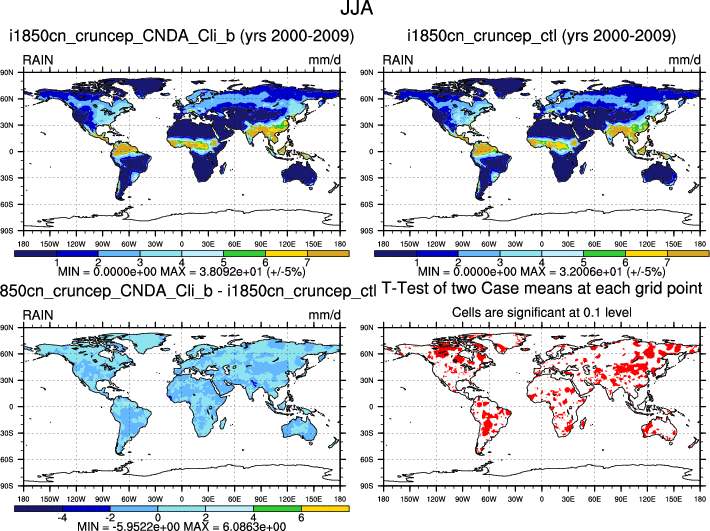 JJA
i1850cn_cruncep_CNDA_Cli_b (yrs 2000-2009)
RAIN mm/d
90N
60N
30N
0
30S
60S
90S
180 150W 120W 90W 60W 30W 0 30E 60E 90E 120E 150E 180
1 2 3 4 5 6 7
MIN = 0.0000e+00 MAX = 3.8092e+01 (+/-5%)
i1850cn_cruncep_ctl (yrs 2000-2009)
RAIN mm/d
90N
60N
30N
0
30S
60S
90S
180 150W 120W 90W 60W 30W 0 30E 60E 90E 120E 150E 180
1 2 3 4 5 6 7
MIN = 0.0000e+00 MAX = 3.2006e+01 (+/-5%)
850cn_cruncep_CNDA_Cli_b - i1850cn_cruncep_ctl
RAIN mm/d
90N
60N
30N
0
30S
60S
90S
180 150W 120W 90W 60W 30W 0 30E 60E 90E 120E 150E 180
-4 -2 0 2 4 6
MIN = -5.9522e+00 MAX = 6.0863e+00
T-Test of two Case means at each grid point
Cells are significant at 0.1 level
90N
60N
30N
0
30S
60S
90S
180 150W 120W 90W 60W 30W 0 30E 60E 90E 120E 150E 180